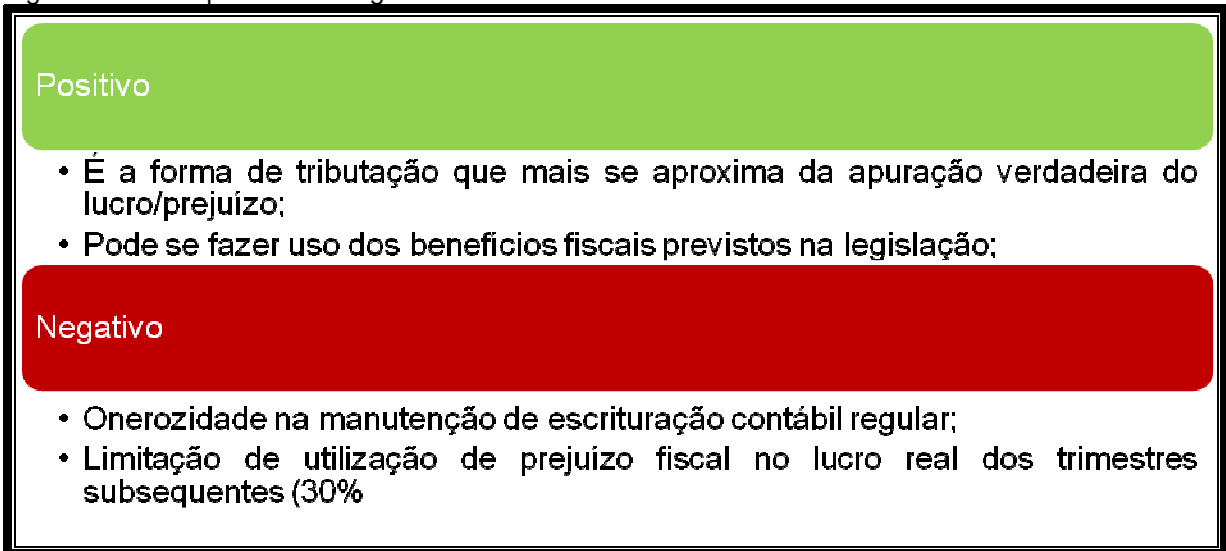 Positivo
• É a forma de tributação que mais se aproxima da apuração verdadeira do
lucro/prejuízo;
• Pode se fazer uso dos benefícios fiscais previstos na legislação;
Negativo
• Onerozidade na manutenção de escrituração contábil regular;
• Limitação de utilização de prejuízo fiscal no lucro real dos trimestres
subsequentes (30%